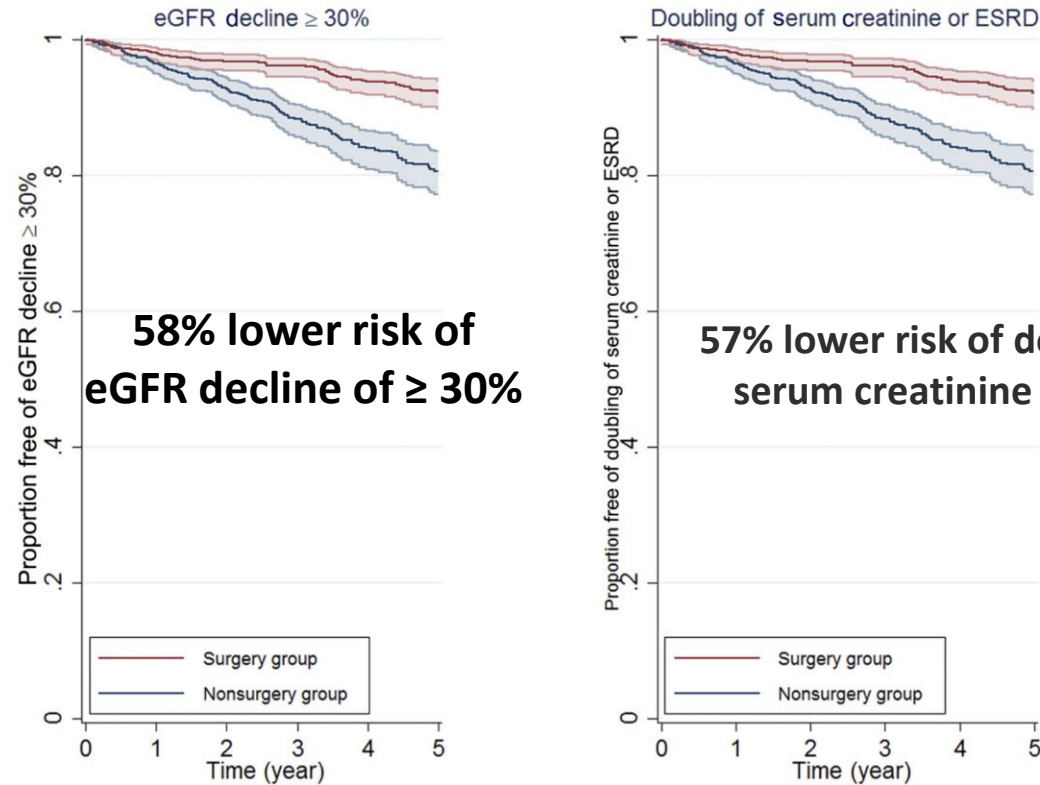 eGFR decline ≥ 30%
Proportion free of eGFR decline ≥ 30%
1
.8
.6
.4
.2
0
58% lower risk of
eGFR decline of ≥ 30%
Surgery group
Nonsurgery group
0 1 2 3 4 5
Time (year)
Doubling of serum creatinine or ESRD
Proportion free of doubling of serum creatinine or ESRD
1
.8
.6
.4
.2
0
57% lower risk of
serum creatinine
Surgery group
Nonsurgery group
0 1 2 3 4 5
Time (year)